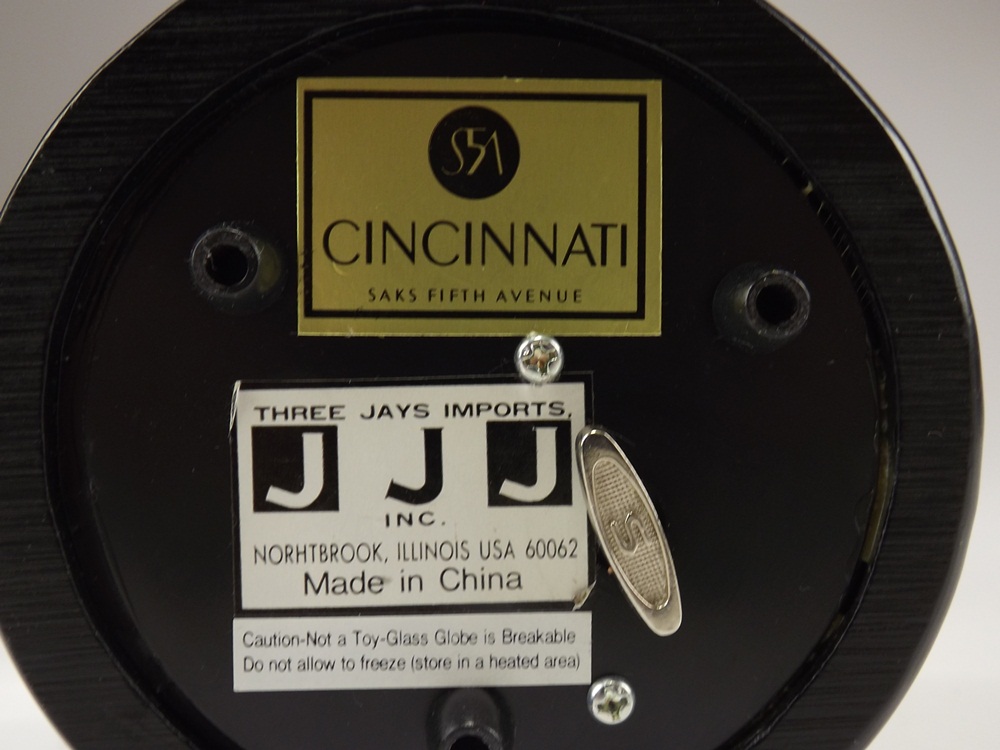 SFA
CINCINNATI
SAKS FIFTH AVENUE
THREE JAYS IMPORTS,
J J J
INC.
NORHTBROOK, ILLINOIS USA 60062
Made in China
S
Caution-Not a Toy-Glass Globe is Breakable
Do not allow to freeze (store in a heated area)